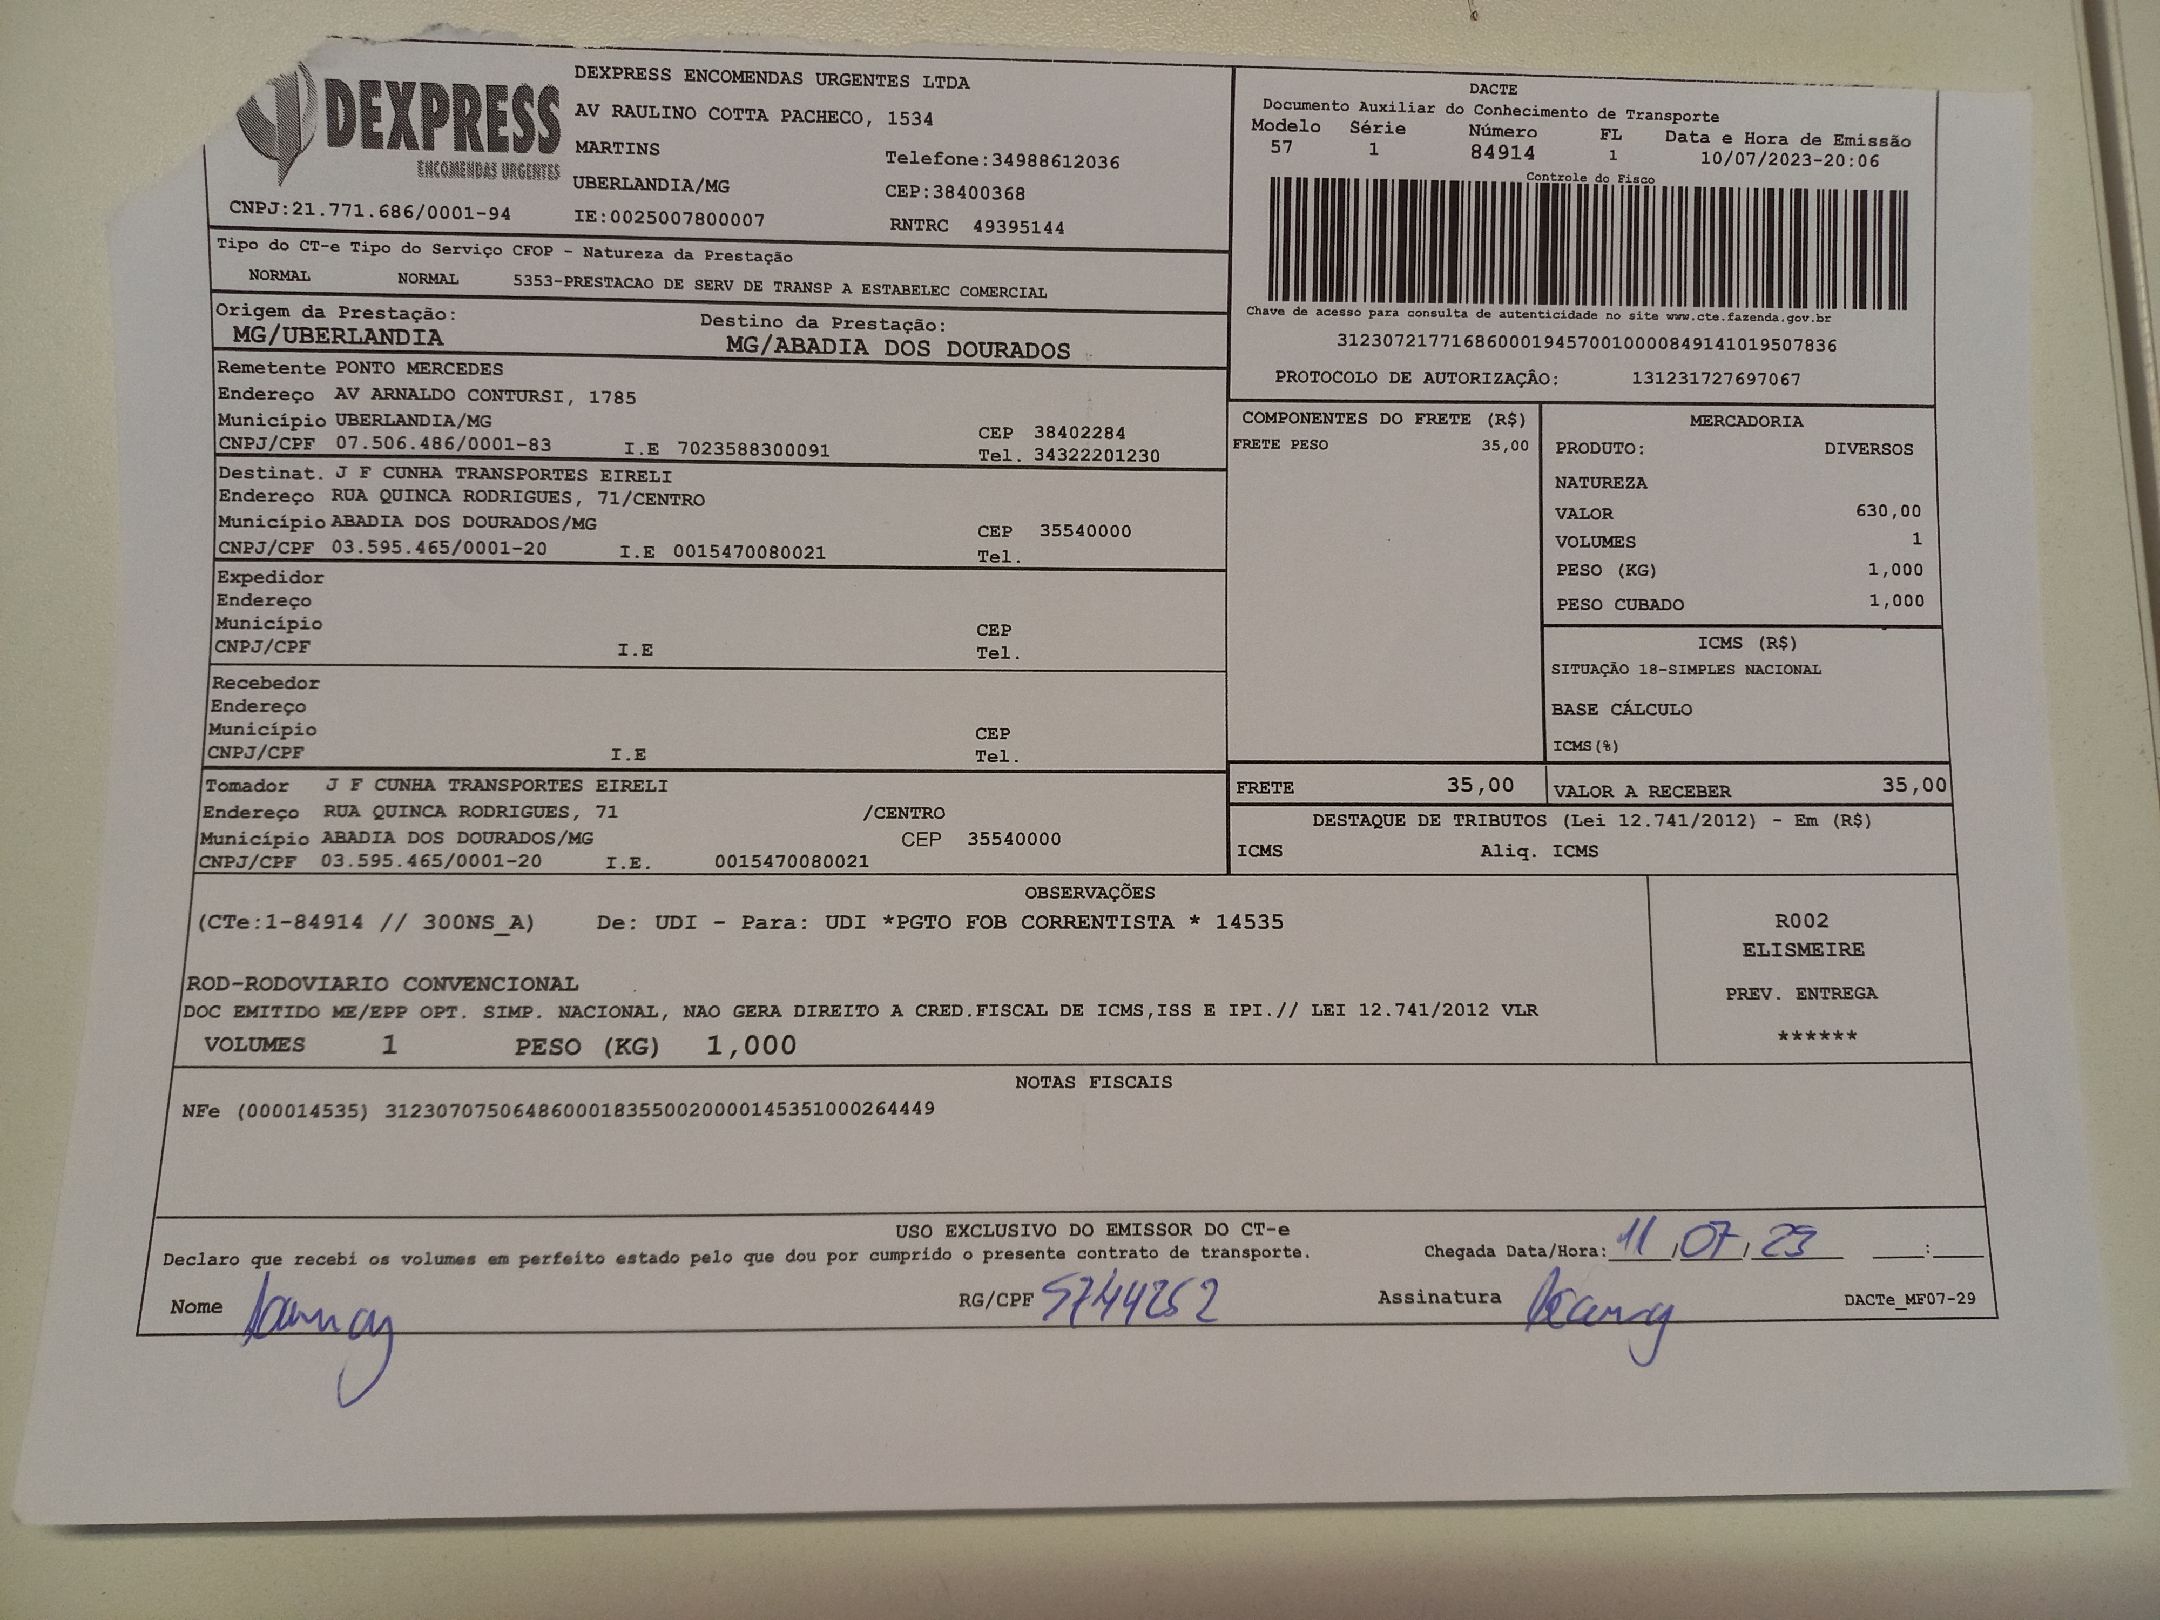 DEXPRESS
ENCOMENDAS URGENTES
CNPJ:21.771.686/0001-94
DEXPRESS ENCOMENDAS URGENTES LTDA
AV RAULINO COTTA PACHECO, 1534
MARTINS
Telefone:34988612036
UBERLANDIA/MG
CEP:38400368
IE:0025007800007
RNTRC 49395144
DACTE
Documento Auxiliar do Conhecimento de Transporte
Modelo Série Número FL Data e Hora de Emissão
57 1 84914 1 10/07/2023-20:06
Controle do Fisco
Chave de acesso para consulta de autenticidade no site www.cte.fazenda.gov.br
31230721771686000194570010000849141019507836
PROTOCOLO DE AUTORIZAÇÂO: 131231727697067
Tipo do CT-e Tipo do Serviço CFOP - Natureza da Prestação
NORMAL NORMAL 5353-PRESTACAO DE SERV DE TRANSP A ESTABELEC COMERCIAL
Origem da Prestação: Destino da Prestação:
MG/UBERLANDIA MG/ABADIA DOS DOURADOS
Remetente PONTO MERCEDES
Endereço AV ARNALDO CONTURSI, 1785
Município UBERLANDIA/MG CEP 38402284
CNPJ/CPF 07.506.486/0001-83 I.E 7023588300091 Tel. 34322201230
Destinat. J F CUNHA TRANSPORTES EIRELI
Endereço RUA QUINCA RODRIGUES, 71/CENTRO
Município ABADIA DOS DOURADOS/MG CEP 35540000
CNPJ/CPF 03.595.465/0001-20 I.E 0015470080021 Tel.
Expedidor
Endereço
Município CEP
CNPJ/CPF I.E Tel.
Recebedor
Endereço
Município CEP
CNPJ/CPF I.E Tel.
Tomador J F CUNHA TRANSPORTES EIRELI
Endereço RUA QUINCA RODRIGUES, 71 /CENTRO
Município ABADIA DOS DOURADOS/MG CEP 35540000
CNPJ/CPF 03.595.465/0001-20 I.E. 0015470080021
COMPONENTES DO FRETE (R$)
FRETE PESO 35,00
MERCADORIA
PRODUTO: DIVERSOS
NATUREZA
VALOR 630,00
VOLUMES 1
PESO (KG) 1,000
PESO CUBADO 1,000
ICMS (R$)
SITUAÇÃO 18-SIMPLES NACIONAL
BASE CÁLCULO
ICMS(%)
FRETE 35,00 VALOR A RECEBER 35,00
DESTAQUE DE TRIBUTOS (Lei 12.741/2012) - Em (R$)
ICMS Aliq. ICMS
OBSERVAÇÕES
(CTe:1-84914 // 300NS_A) De: UDI - Para: UDI *PGTO FOB CORRENTISTA * 14535
ROD-RODOVIARIO CONVENCIONAL
DOC EMITIDO ME/EPP OPT. SIMP. NACIONAL, NAO GERA DIREITO A CRED.FISCAL DE ICMS,ISS E IPI.// LEI 12.741/2012 VLR
VOLUMES 1 PESO (KG) 1,000
R002
ELISMEIRE
PREV. ENTREGA
******
NOTAS FISCAIS
NFe (000014535) 31230707506486000183550020000145351000264449
USO EXCLUSIVO DO EMISSOR DO CT-e
Declaro que recebi os volumes em perfeito estado pelo que dou por cumprido o presente contrato de transporte.
Chegada Data/Hora: 11/07/23 __:__
Nome RG/CPF 5744252 Assinatura DACTe_MF07-29